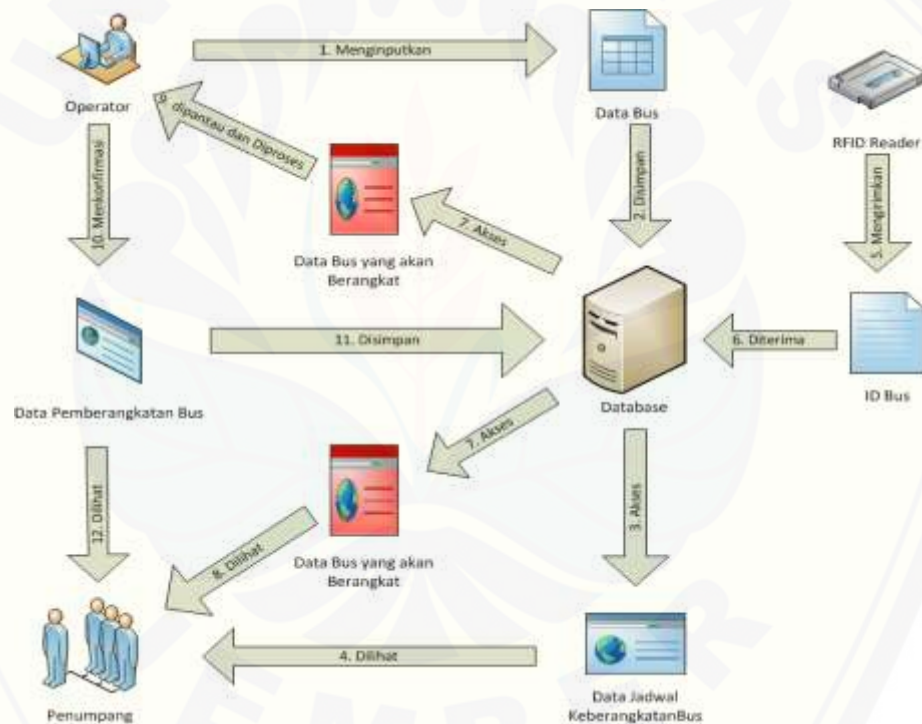 1. Menginputkan
Operator
Data Bus
RFID Reader
9. dipantau dan Diproses
2. Disimpan
5. Mengirimkan
10. Menkonfirmasi
7. Akses
Data Bus yang akan
Berangkat
11. Disimpan
6. Diterima
Data Pemberangkatan Bus
Database
ID Bus
7. Akses
3. Akses
12. Dilihat
8. Dilihat
Data Bus yang akan
Berangkat
4. Dilihat
Penumpang
Data Jadwal
KeberangkatanBus